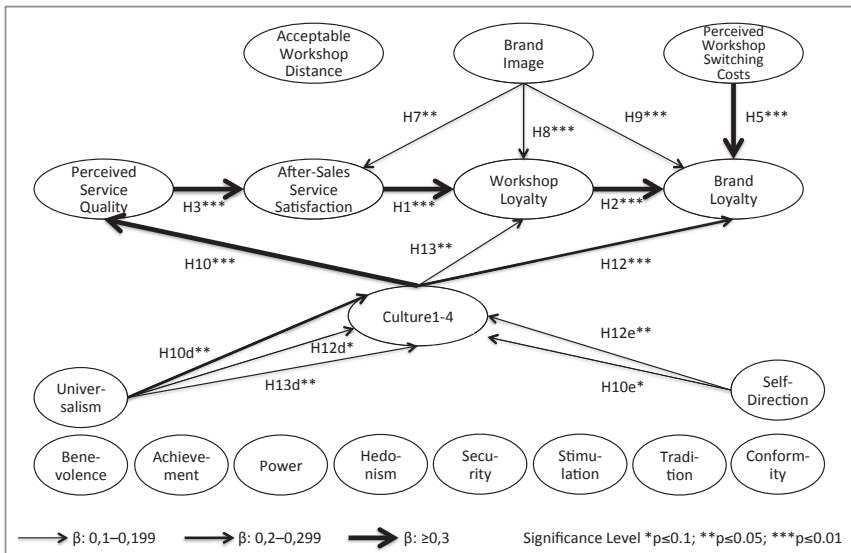 Acceptable
Workshop
Distance
Brand
Image
Perceived
Workshop
Switching
Costs
H7**
H8***
H9***
H5***
Perceived
Service
Quality
H3***
After-Sales
Service
Satisfaction
H1***
Workshop
Loyalty
H2***
Brand
Loyalty
H10***
H13**
H12***
Culture1-4
H10d**
H12d*
H13d**
H12e**
H10e*
Univer-
salism
Self-
Direction
Bene-
volence
Achieve-
ment
Power
Hedo-
nism
Secu-
rity
Stimu-
lation
Tradi-
tion
Conform-
ity
β: 0,1–0,199 β: 0,2–0,299 β: ≥0,3 Significance Level *p≤0.1; **p≤0.05; ***p≤0.01